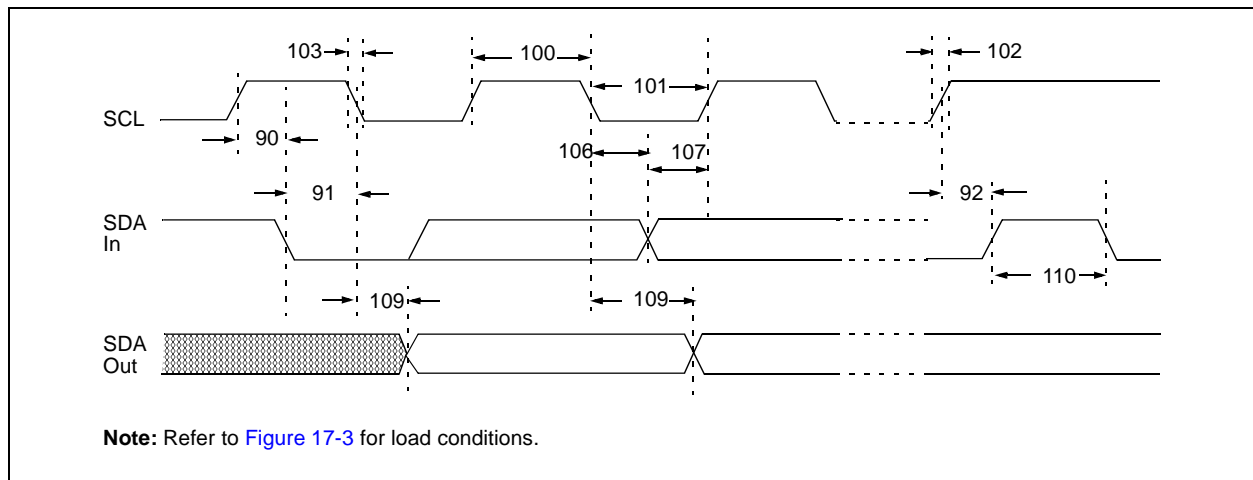 103
100
102
101
SCL
90
106
107
91
92
SDA
In
109
109
110
SDA
Out
Note: Refer to Figure 17-3 for load conditions.